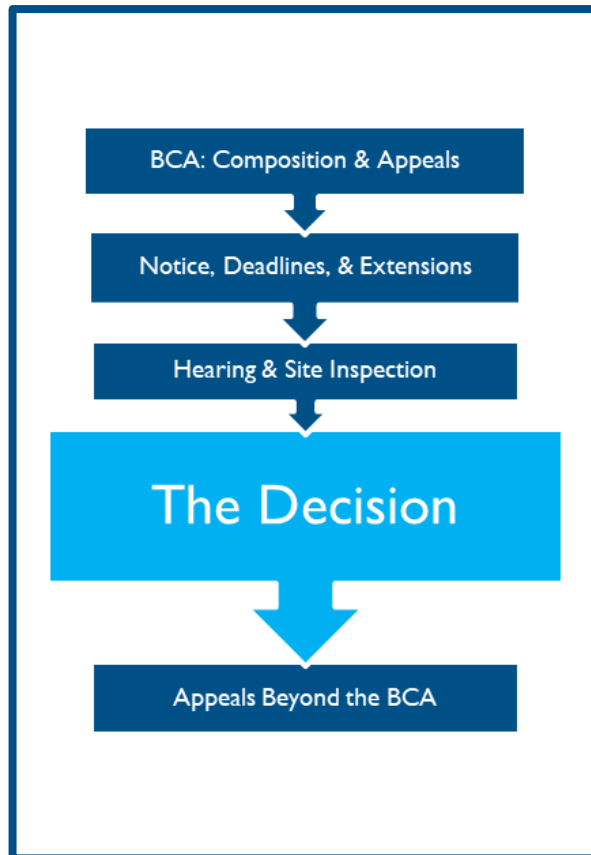 BCA: Composition & Appeals
Notice, Deadlines, & Extensions
Hearing & Site Inspection
The Decision
Appeals Beyond the BCA